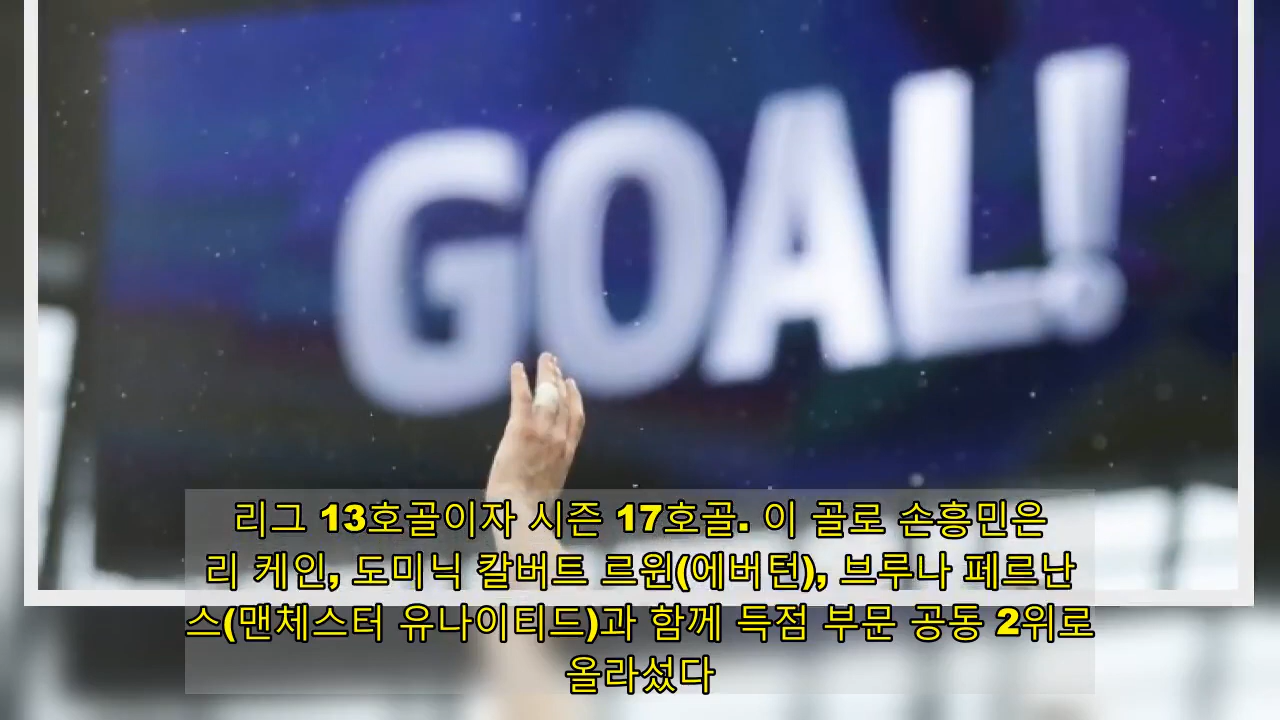 GOAL!
리그 13호골이자 시즌 17호골. 이 골로 손흥민은
리 케인, 도미닉 칼버트 르윈(에버턴), 브루나 폐르난
스(맨체스터 유나이티드)과 함께 득점 부문 공동 2위로
올라섰다